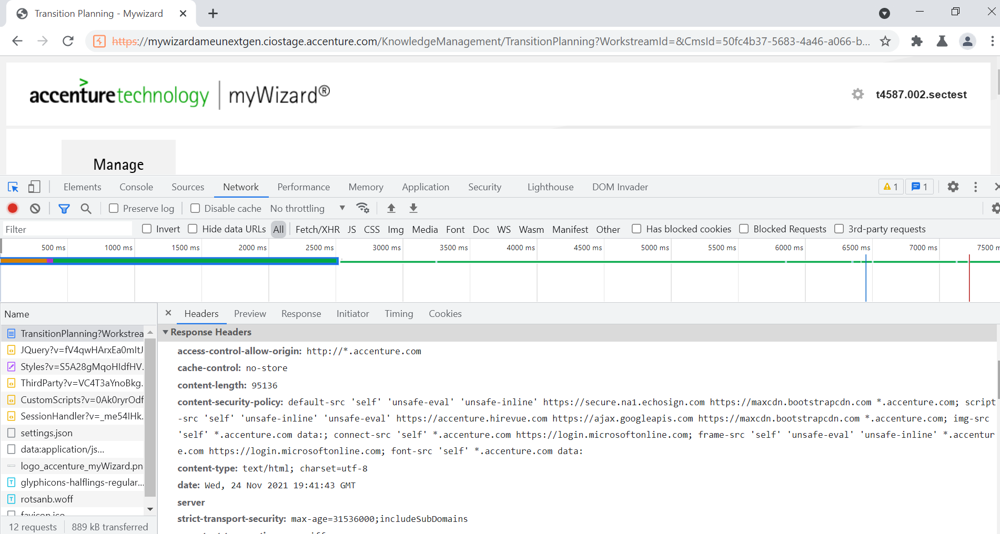 Transition Planning - Mywizard
https://mywizardameunextgen.ciostage.accenture.com/KnowledgeManagement/TransitionPlanning?WorkstreamId=&CmsId=50fc4b37-5683-4a46-a066-b...
accenturetechnology | myWizard®
t4587.002.sectest
Manage
Elements Console Sources Network Performance Memory Application Security Lighthouse DOM Invader 1 1
Preserve log Disable cache No throttling
Filter Invert Hide data URLs All Fetch/XHR JS CSS Img Media Font Doc WS Wasm Manifest Other Has blocked cookies Blocked Requests 3rd-party requests
500 ms 1000 ms 1500 ms 2000 ms 2500 ms 3000 ms 3500 ms 4000 ms 4500 ms 5000 ms 5500 ms 6000 ms 6500 ms 7000 ms 7500 m
Name
TransitionPlanning?Workstrea
JQuery?v=fV4qwHArxEa0mItJ
Styles?v=S5A28gMqoHIdfHV.
ThirdParty?v=VC4T3aYnoBkg.
CustomScripts?v=0Ak0ryrOdf
SessionHandler?v=_me54IHk.
settings.json
data:application/js...
logo_accenture_myWizard.pn
glyphicons-halflings-regular...
rotsanb.woff
favicon.ico
12 requests 889 kB transferred
Headers Preview Response Initiator Timing Cookies
Response Headers
access-control-allow-origin: http://*.accenture.com
cache-control: no-store
content-length: 95136
content-security-policy: default-src 'self' 'unsafe-eval' 'unsafe-inline' https://secure.na1.echosign.com https://maxcdn.bootstrapcdn.com *.accenture.com; script
-src 'self' 'unsafe-inline' 'unsafe-eval' https://accenture.hirevue.com https://ajax.googleapis.com https://maxcdn.bootstrapcdn.com *.accenture.com; img-src
'self' *.accenture.com data:; connect-src 'self' *.accenture.com https://login.microsoftonline.com; frame-src 'self' 'unsafe-eval' 'unsafe-inline' *.accentur
e.com https://login.microsoftonline.com; font-src 'self' *.accenture.com data:
content-type: text/html; charset=utf-8
date: Wed, 24 Nov 2021 19:41:43 GMT
server
strict-transport-security: max-age=31536000;includeSubDomains